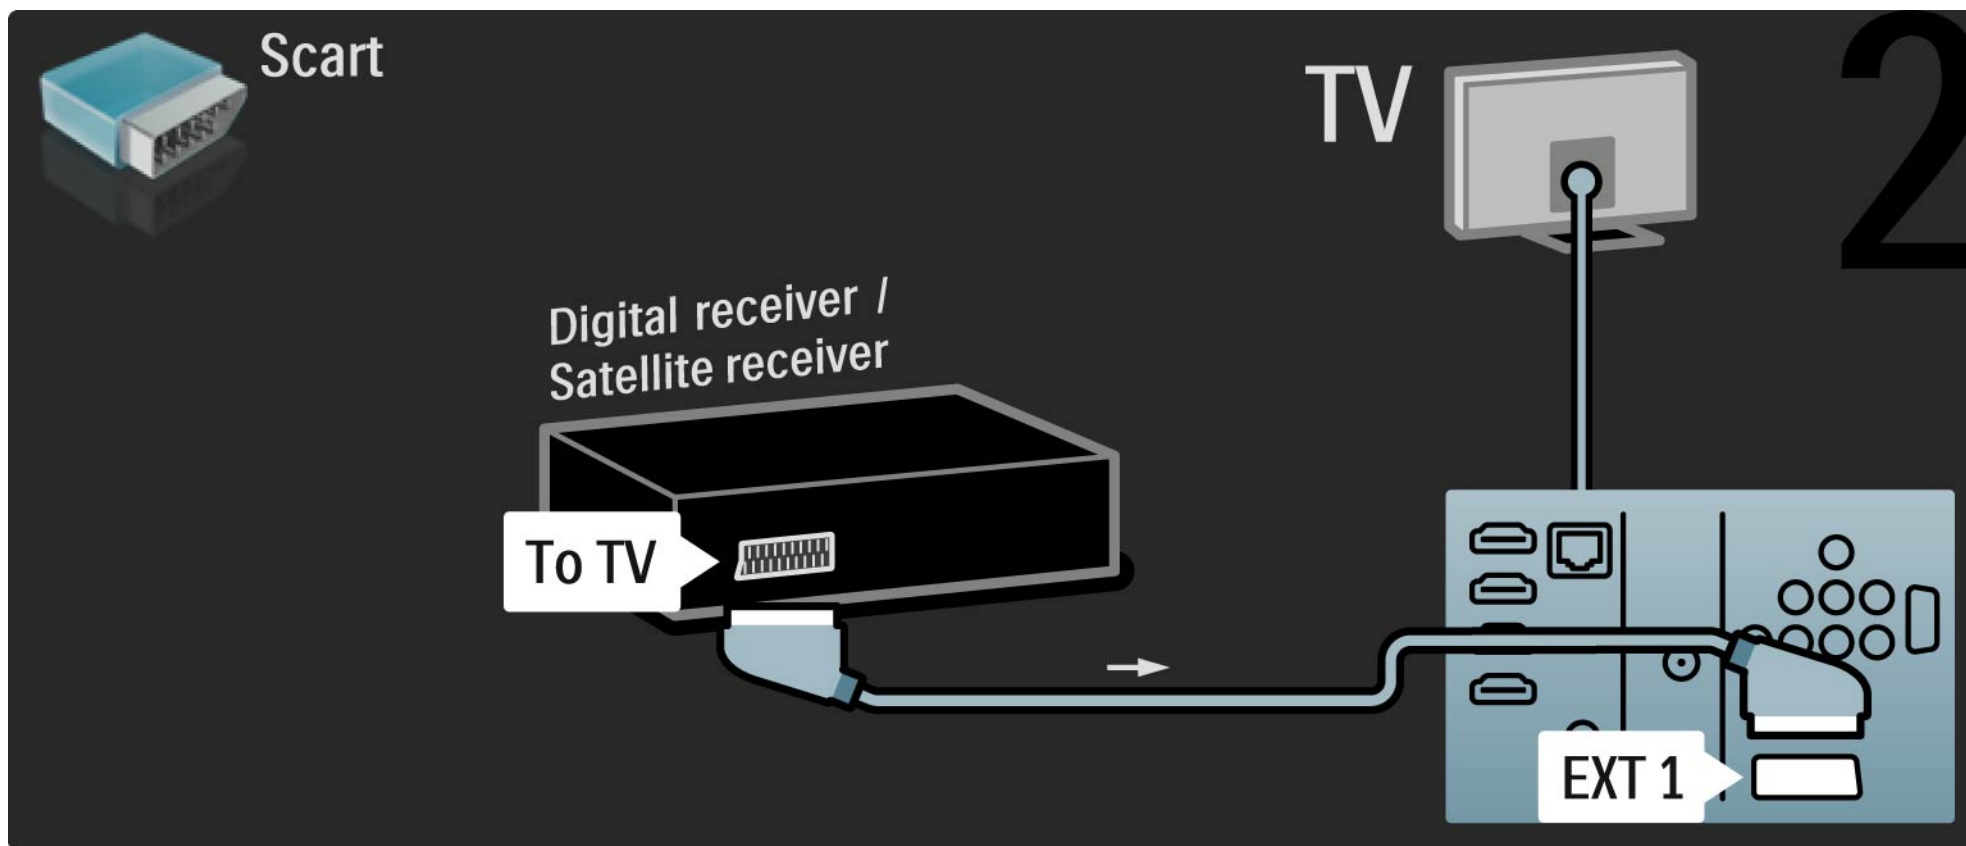 Scart
TV
2
Digital receiver /
Satellite receiver
To TV
EXT 1